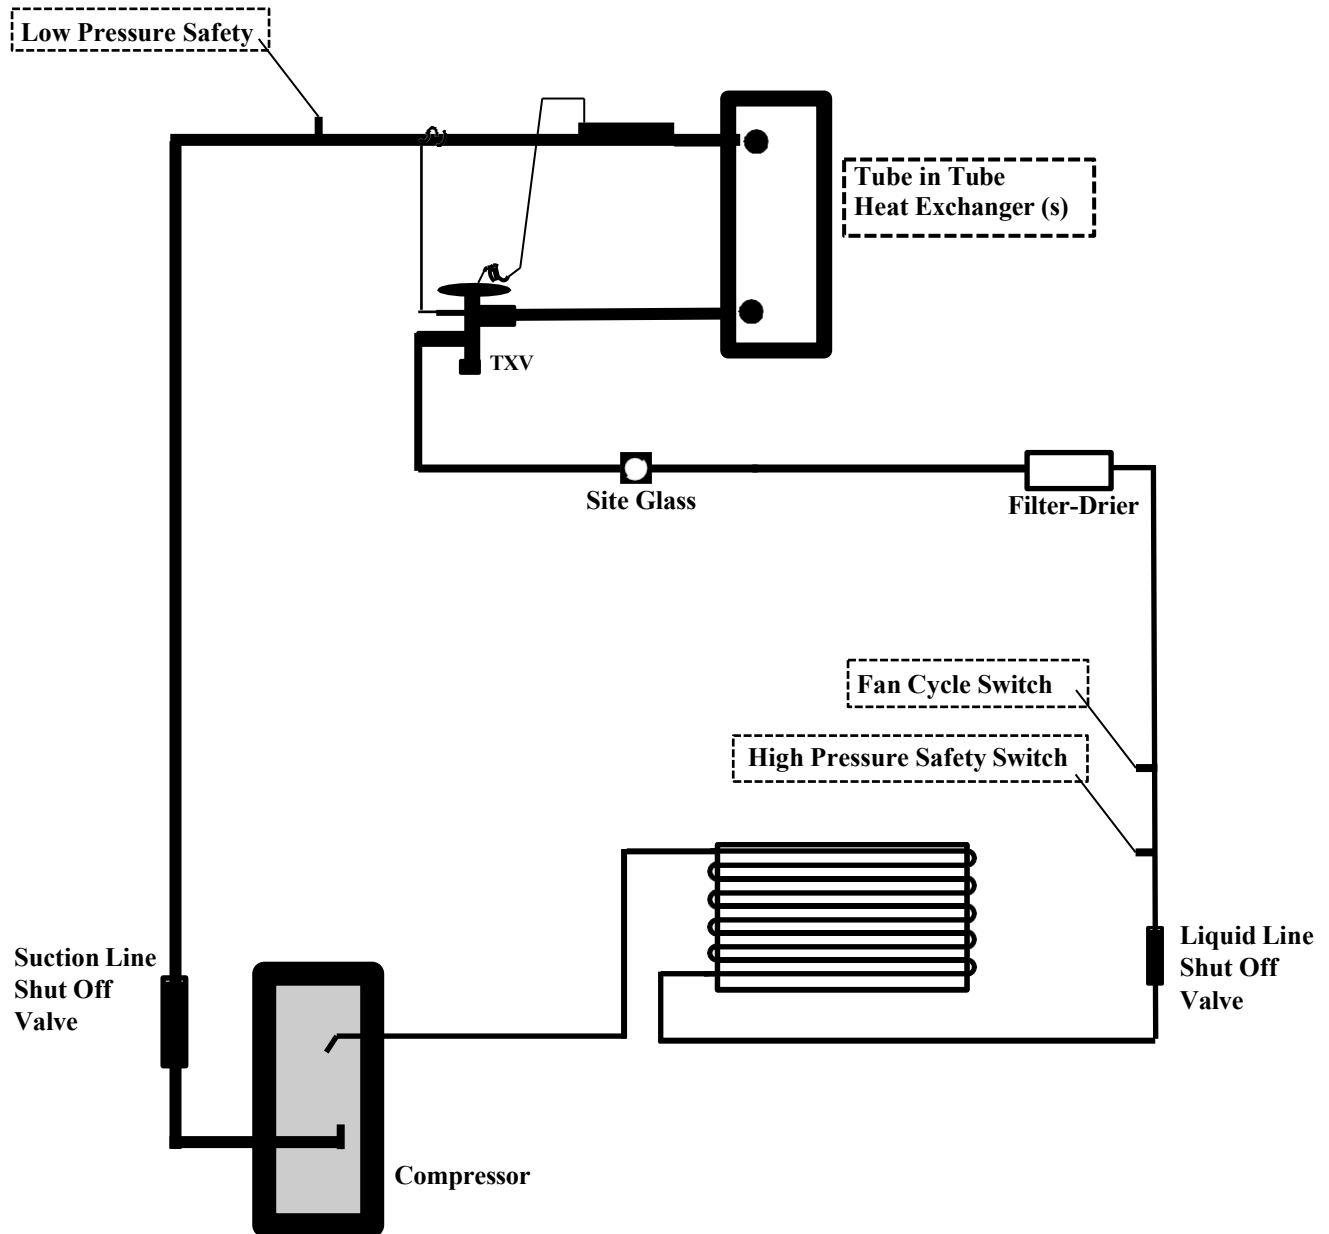 Low Pressure Safety
Tube in Tube
Heat Exchanger (s)
TXV
Site Glass
Filter-Drier
Fan Cycle Switch
High Pressure Safety Switch
Suction Line
Shut Off
Valve
Liquid Line
Shut Off
Valve
Compressor